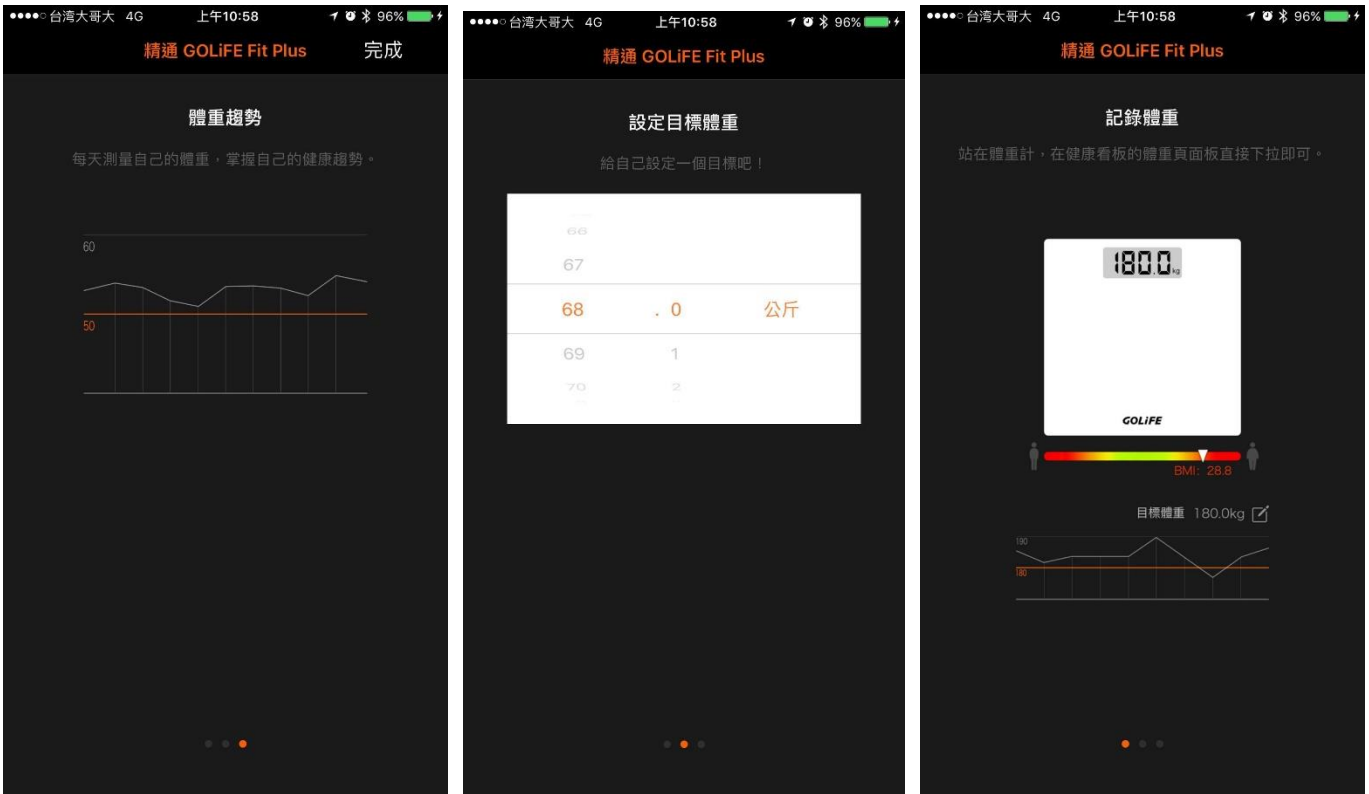 ●●●●○ 台湾大哥大 4G 上午10:58 96%
精通 GOLiFE Fit Plus 完成
體重趨勢
每天測量自己的體重，掌握自己的健康趨勢。
60
50
●●●●○ 台湾大哥大 4G 上午10:58 96%
精通 GOLiFE Fit Plus
設定目標體重
給自己設定一個目標吧！
66
67
68 . 0 公斤
69 1
70 2
●●●●○ 台湾大哥大 4G 上午10:58 96%
精通 GOLiFE Fit Plus
記錄體重
站在體重計，在健康看板的體重頁面板直接下拉即可。
180.0 kg
GOLiFE
BMI: 28.8
目標體重 180.0kg
190
180